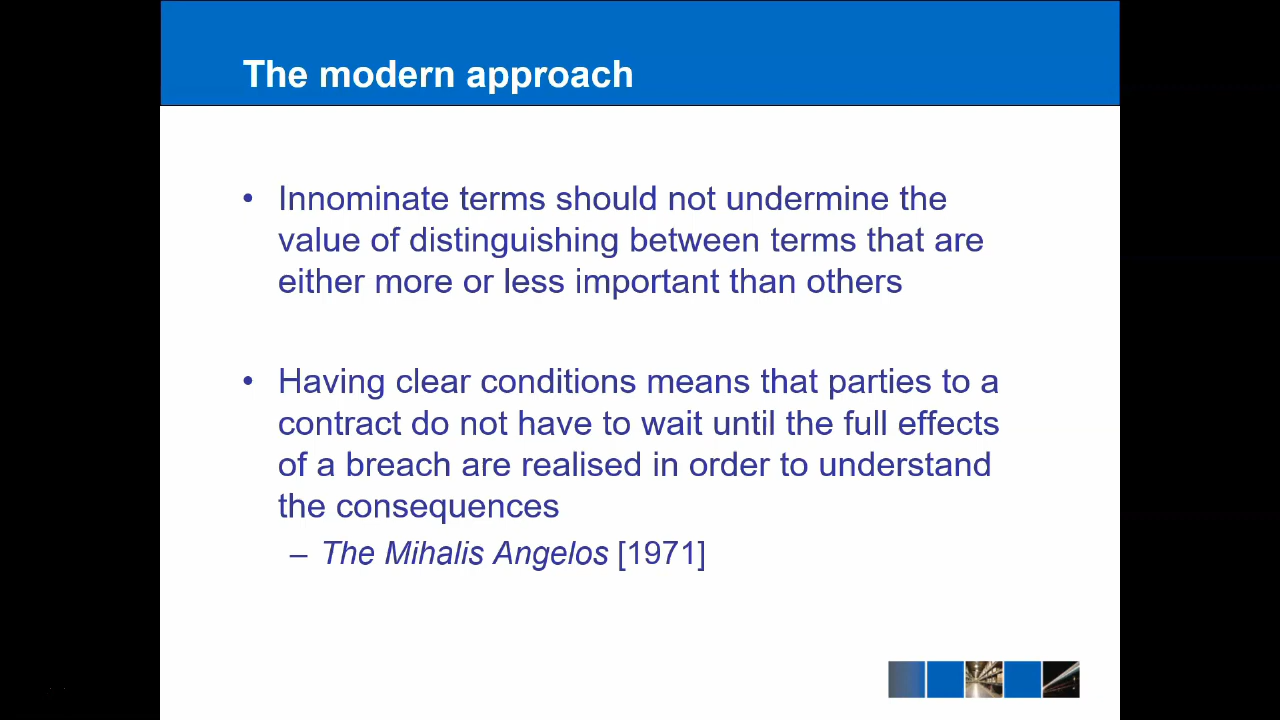 The modern approach
• Innominate terms should not undermine the
value of distinguishing between terms that are
either more or less important than others
• Having clear conditions means that parties to a
contract do not have to wait until the full effects
of a breach are realised in order to understand
the consequences
– The Mihalis Angelos [1971]